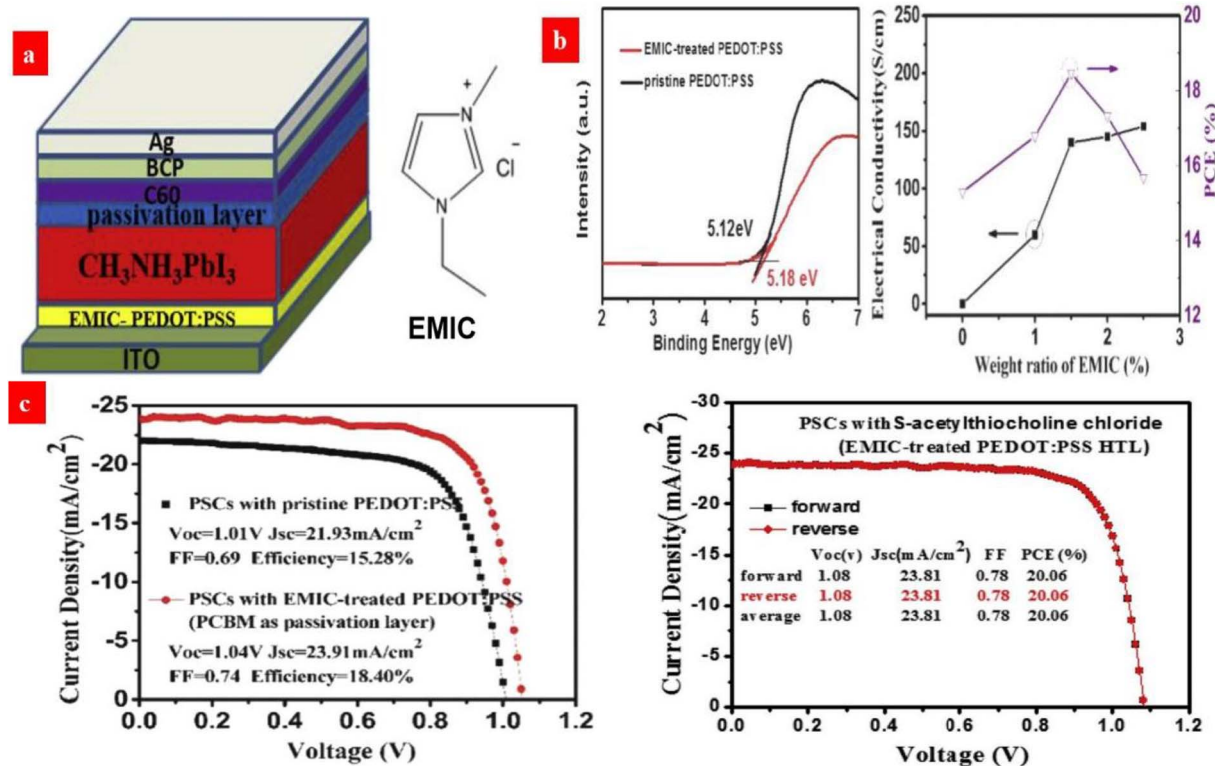 a
Ag
BCP
C60
passivation layer
CH3NH3PbI3
EMIC- PEDOT:PSS
ITO
N
+
Cl
−
N
EMIC
b
Intensity (a.u.)
EMIC-treated PEDOT:PSS
pristine PEDOT:PSS
5.12eV
5.18 eV
2 3 4 5 6 7
Binding Energy (eV)
Electrical Conductivity(S/cm)
250
200
150
100
50
0
0 1 2 3
Weight ratio of EMIC (%)
20
18
16
14
12
PCE (%)
c
Current Density(mA/cm2)
-25
-20
-15
-10
-5
0
PSCs with pristine PEDOT:PSS
Voc=1.01V Jsc=21.93mA/cm2
FF=0.69 Efficiency=15.28%
PSCs with EMIC-treated PEDOT:PSS
(PCBM as passivation layer)
Voc=1.04V Jsc=23.91mA/cm2
FF=0.74 Efficiency=18.40%
0.0 0.2 0.4 0.6 0.8 1.0 1.2
Voltage (V)
Current Density(mA/cm2)
-30
-25
-20
-15
-10
-5
0
PSCs with S-acetylthiocholine chloride
(EMIC-treated PEDOT:PSS HTL)
forward
reverse
Voc(v) Jsc(mA/cm2) FF PCE (%)
forward 1.08 23.81 0.78 20.06
reverse 1.08 23.81 0.78 20.06
average 1.08 23.81 0.78 20.06
0.0 0.2 0.4 0.6 0.8 1.0 1.2
Voltage (V)